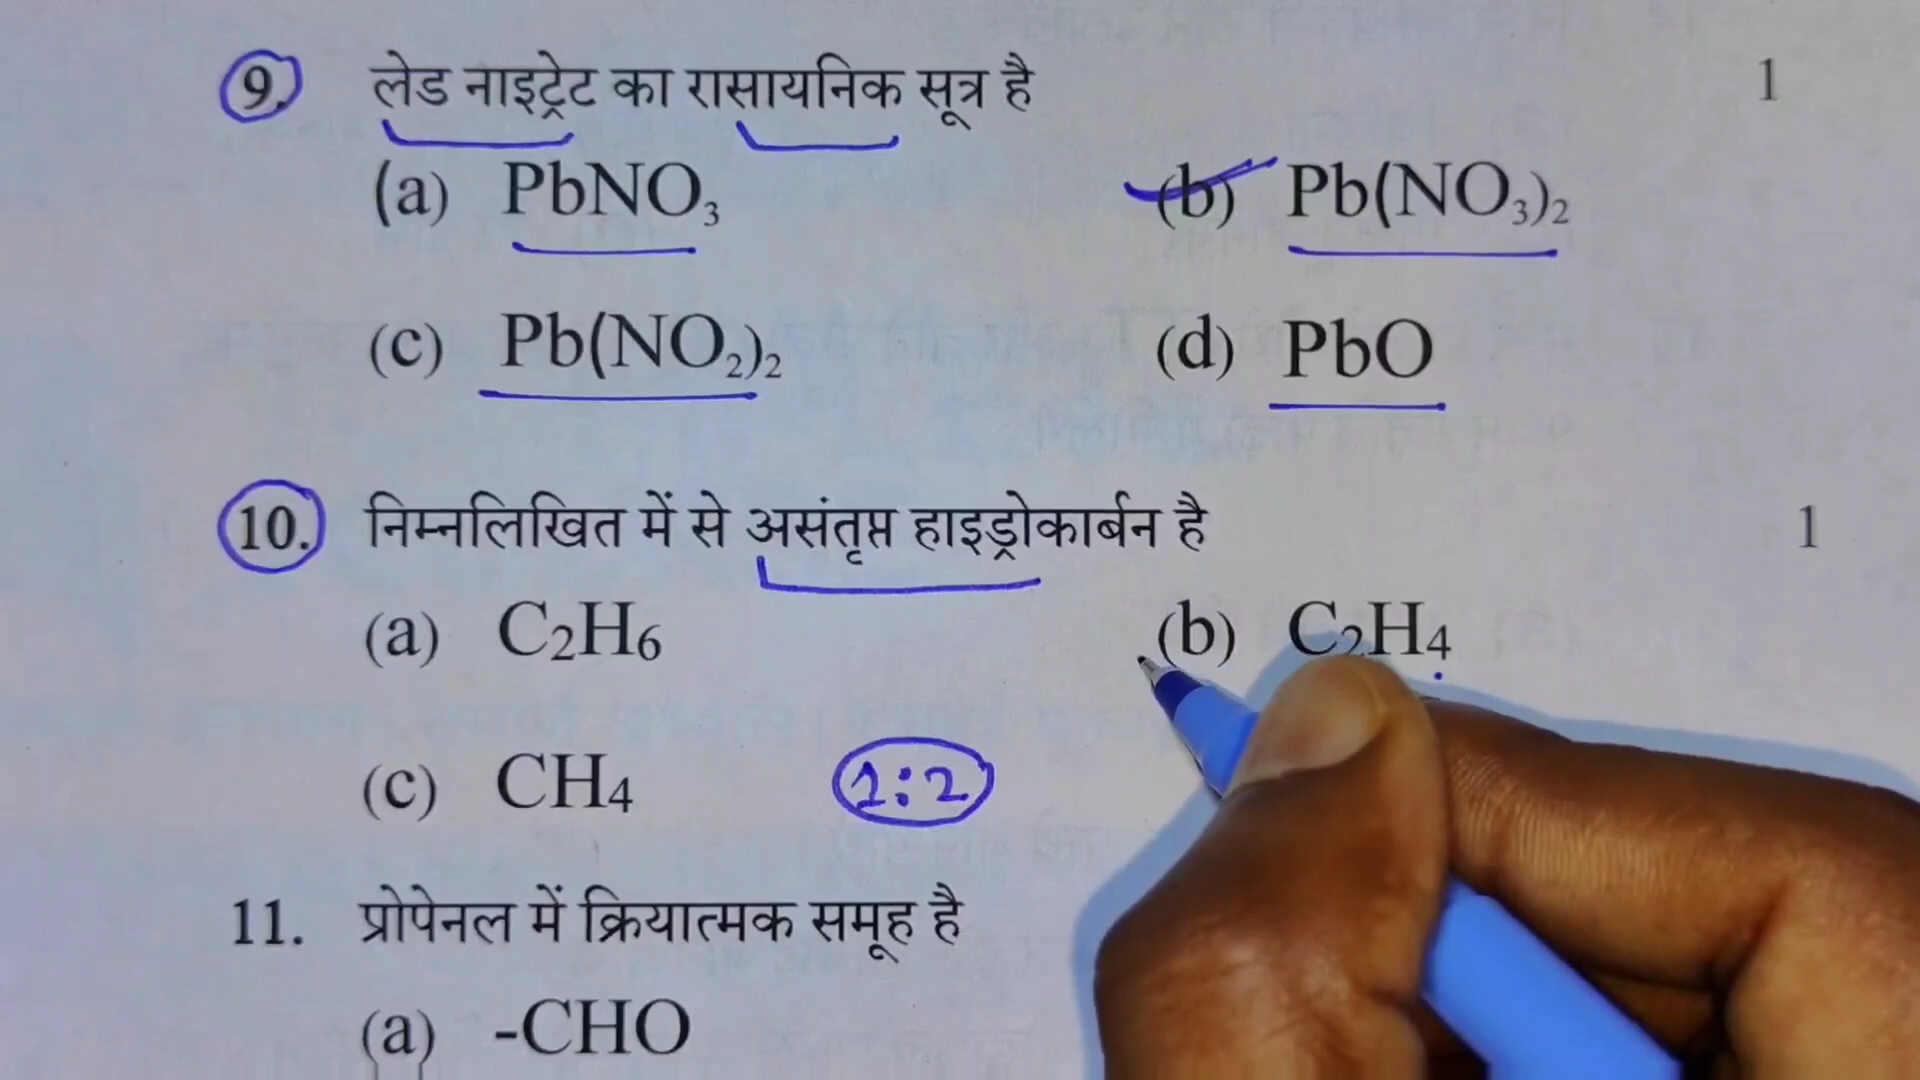 9. लेड नाइट्रेट का रासायनिक सूत्र है 1
(a) PbNO₃ (b) Pb(NO₃)₂
(c) Pb(NO₂)₂ (d) PbO
10. निम्नलिखित में से असंतृप्त हाइड्रोकार्बन है 1
(a) C₂H₆ (b) C₂H₄
(c) CH₄ 1:2
11. प्रोपेनल में क्रियात्मक समूह है
(a) -CHO